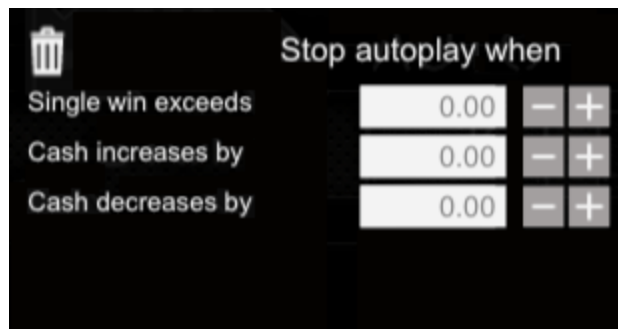 Stop autoplay when
Single win exceeds 0.00 − +
Cash increases by 0.00 − +
Cash decreases by 0.00 − +